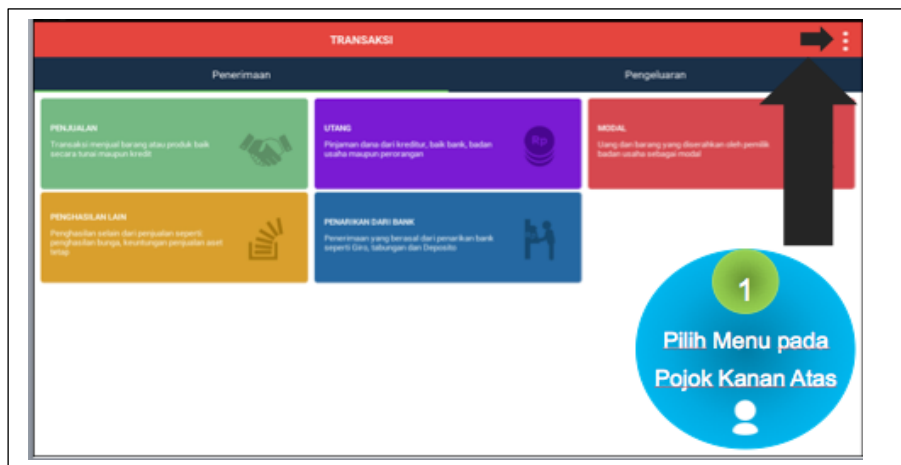 TRANSAKSI
Penerimaan
Pengeluaran
PENJUALAN
Transaksi menjual barang atau produk baik
secara tunai maupun kredit
UTANG
Pinjaman dana dari kreditur, baik bank, badan
usaha maupun perorangan
Rp
MODAL
Uang dan barang yang diserahkan oleh pemilik
badan usaha sebagai modal
PENGHASILAN LAIN
Penghasilan selain dari penjualan seperti:
penghasilan bunga, keuntungan penjualan aset
tetap
PENARIKAN DARI BANK
Penerimaan yang berasal dari penarikan bank
seperti Giro, tabungan dan Deposito
1
Pilih Menu pada
Pojok Kanan Atas